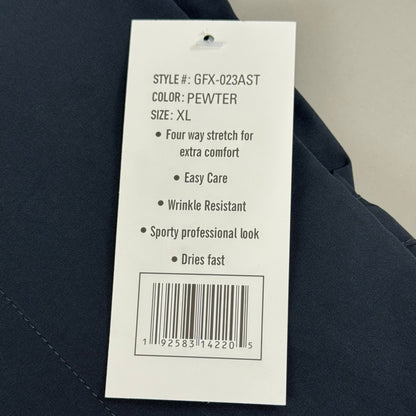 STYLE #: GFX-023AST
COLOR: PEWTER
SIZE: XL
• Four way stretch for
extra comfort
• Easy Care
• Wrinkle Resistant
• Sporty professional look
• Dries fast
1 92583 14220 5